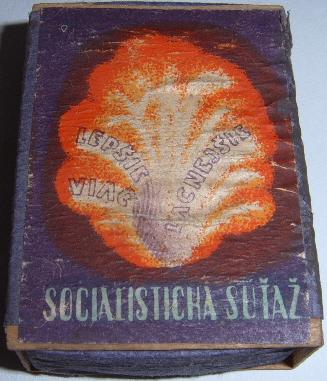 LEPŠIE
VIAC
LACNEJŠIE
SOCIALISTICKÁ SÚŤAŽ